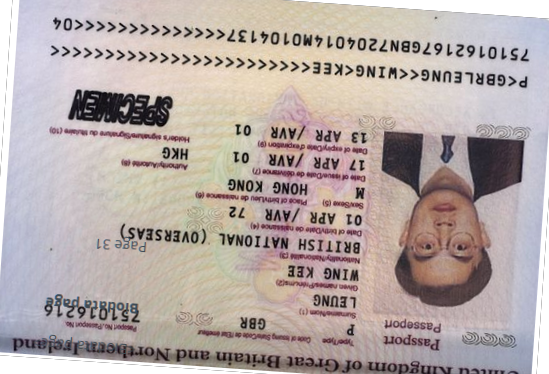 United Kingdom of Great Britain and Northern Ireland
Passport
Passeport
Type/Type
P
Code of Issuing State/Code de l'Etat émetteur
GBR
Passport No./Passeport No
751016216
Biodata page
Surname/Nom (1)
LEUNG
Given names/Prénoms (2)
WING KEE
Nationality/Nationalité (3)
BRITISH NATIONAL (OVERSEAS)
Page 31
Date of birth/Date de naissance (4)
01 APR /AVR 72
Sex/Sexe (5)
M
Place of birth/Lieu de naissance (6)
HONG KONG
Date of issue/Date de délivrance (7)
17 APR /AVR 01
Authority/Autorité (8)
HKG
Date of expiry/Date d'expiration (9)
13 APR /AVR 01
Holder's signature/Signature du titulaire (10)
SPECIMEN
P<GBRLEUNG<<WING<KEE<<<<<<<<<<<<<<<<<<<<<<<<
7510162167GBN7204014M0104137<<<<<<<<<<<<<<04